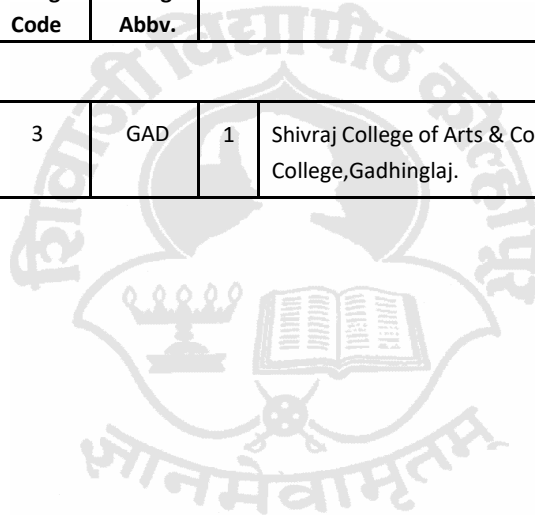 Code Abbv.
3 GAD 1 Shivraj College of Arts & Co
College,Gadhinglaj.
शिवाजी विद्यापीठ कोल्हापूर
ज्ञानमेवामृतम्